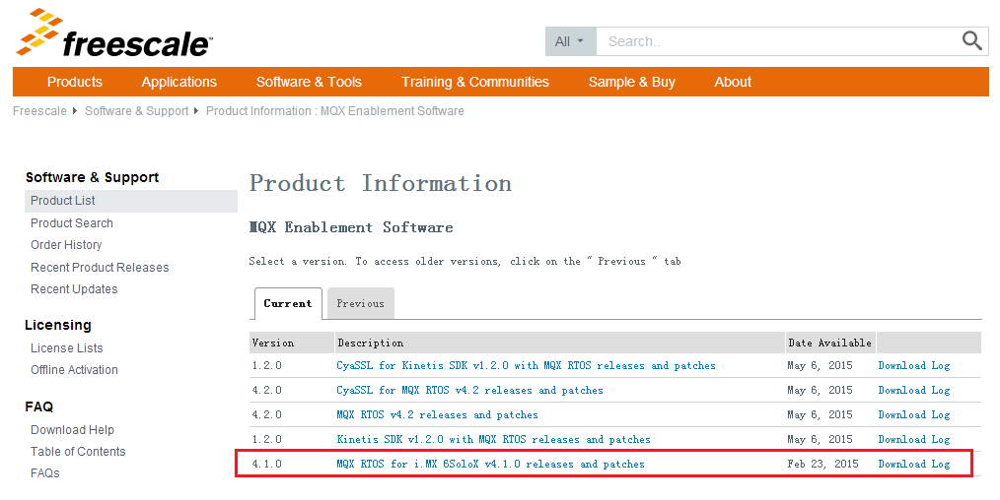 freescale™
All Search..
Products Applications Software & Tools Training & Communities Sample & Buy About
Freescale Software & Support Product Information : MQX Enablement Software
Software & Support
Product List
Product Search
Order History
Recent Product Releases
Recent Updates
Licensing
License Lists
Offline Activation
FAQ
Download Help
Table of Contents
FAQs
Product Information
MQX Enablement Software
Select a version. To access older versions, click on the " Previous " tab
Current Previous
Version Description Date Available
1.2.0 CyaSSL for Kinetis SDK v1.2.0 with MQX RTOS releases and patches May 6, 2015 Download Log
4.2.0 CyaSSL for MQX RTOS v4.2 releases and patches May 6, 2015 Download Log
4.2.0 MQX RTOS v4.2 releases and patches May 6, 2015 Download Log
1.2.0 Kinetis SDK v1.2.0 with MQX RTOS releases and patches May 6, 2015 Download Log
4.1.0 MQX RTOS for i.MX 6SoloX v4.1.0 releases and patches Feb 23, 2015 Download Log